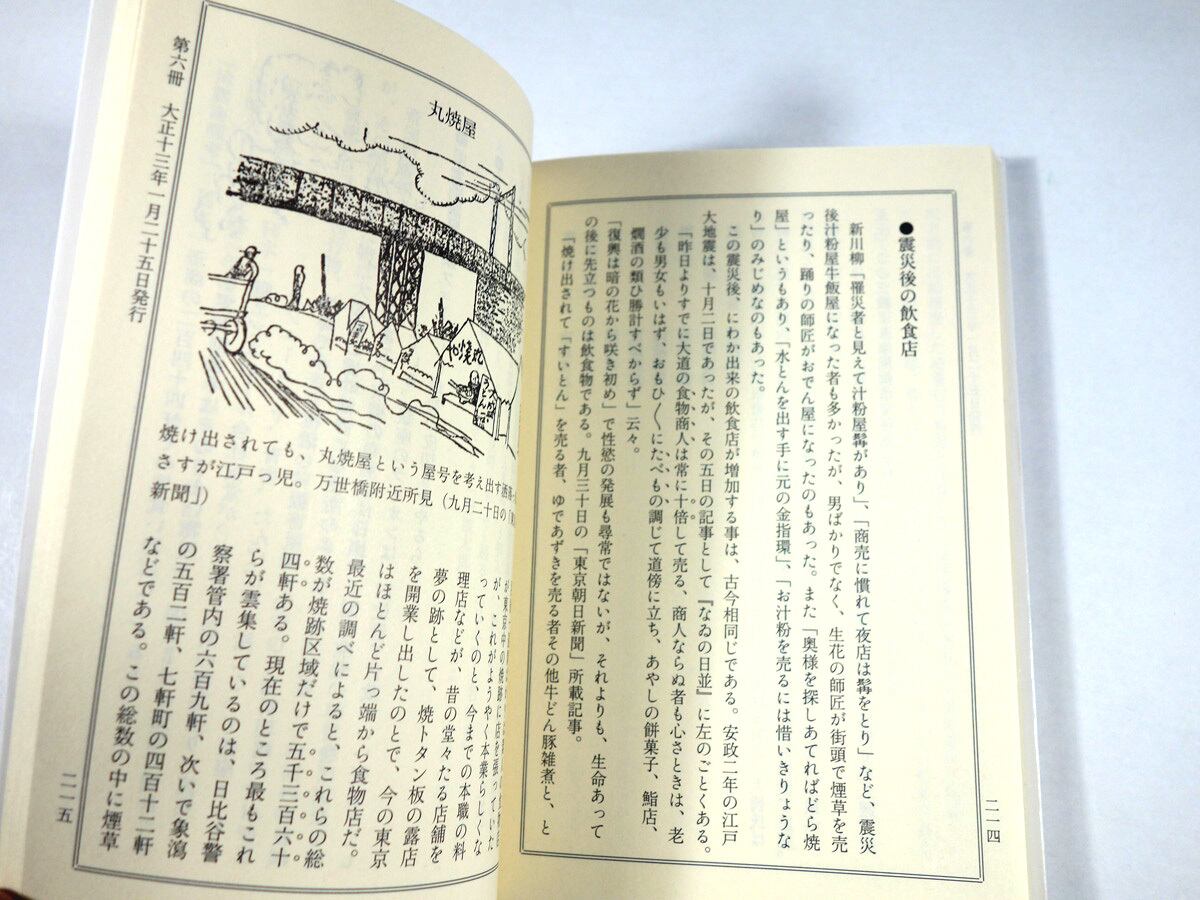 ●震災後の飲食店
新川柳「罹災者と見えて汁粉屋髯があり」、「商売に慣れて夜店は髯をとり」など、震災
後汁粉屋牛飯屋になった者も多かったが、男ばかりでなく、生花の師匠が街頭で煙草を売
ったり、踊りの師匠がおでん屋になったのもあった。また「奥様を探しあてればどら焼
屋」というもあり、「水とんを出す手に元の金指環」、「お汁粉を売るには惜いきりょうな
り」のみじめなのもあった。
この震災後、にわか出来の飲食店が増加する事は、古今相同じである。安政二年の江戸
大地震は、十月二日であったが、その五日の記事として『なゐの日並』に左のごとくある。
「昨日よりすでに大道の食物商人は常に十倍して売る、商人ならぬ者も心さときは、老
少も男女もいはず、おもひ〳〵にたべもの調じて道傍に立ち、あやしの餅菓子、鮨店、
燗酒の類ひ勝計すべからず」云々。
「復興は暗の花から咲き初め」で性慾の発展も尋常ではないが、それよりも、生命あって
の後に先立つものは飲食物である。九月三十日の「東京朝日新聞」所載記事。
「焼け出されて「すいとん」を売る者、ゆであずきを売る者その他牛どん豚雑煮と、と
二一四
丸焼屋
丸焼
や
焼け出されても、丸焼屋という屋号を考え出す
さすが江戸っ児。万世橋附近所見（九月二十日の
新聞」）
が東京中の焼跡に店を張っていた
が、これがようやく本業らしくな
っていくのと、今までの本職の料
理店などが、昔の堂々たる店舗を
夢の跡として、焼トタン板の露店
を開業し出したのとで、今の東京
はほとんど片っ端から食物店だ。
最近の調べによると、これらの総
数が焼跡区域だけで五千三百六十
四軒ある。現在のところ最もこれ
らが雲集しているのは、日比谷警
察署管内の六百九軒、次いで象潟
の五百二軒、七軒町の四百十二軒
などである。この総数の中に煙草
第六冊 大正十三年一月二十五日発行
二一五